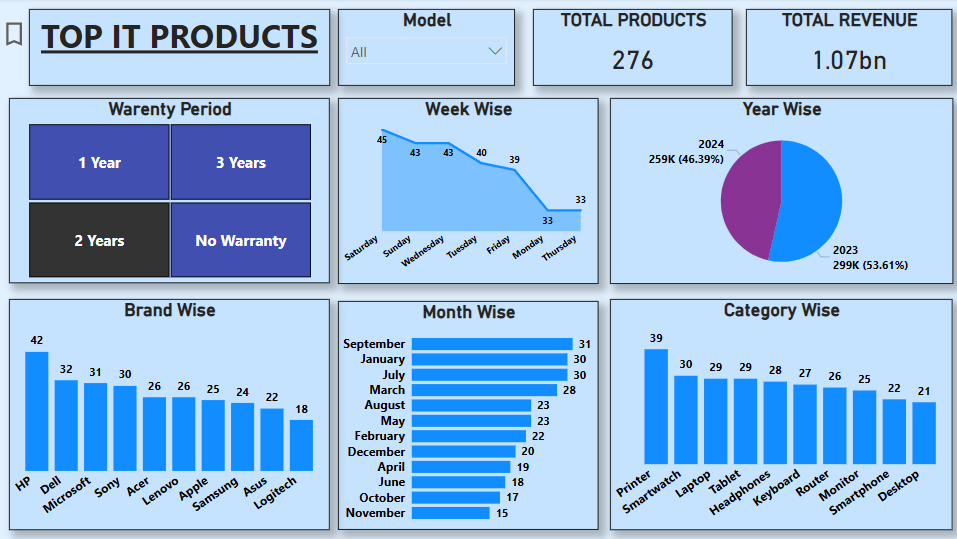 TOP IT PRODUCTS
Model
All
TOTAL PRODUCTS
276
TOTAL REVENUE
1.07bn
Warenty Period
1 Year
3 Years
2 Years
No Warranty
Week Wise
45
43
43
40
39
33
33
Saturday
Sunday
Wednesday
Tuesday
Friday
Monday
Thursday
Year Wise
2024
259K (46.39%)
2023
299K (53.61%)
Brand Wise
42
32
31
30
26
26
25
24
22
18
HP
Dell
Microsoft
Sony
Acer
Lenovo
Apple
Samsung
Asus
Logitech
Month Wise
September 31
January 30
July 30
March 28
August 23
May 23
February 22
December 20
April 19
June 18
October 17
November 15
Category Wise
39
30
29
29
28
27
26
25
22
21
Printer
Smartwatch
Laptop
Tablet
Headphones
Keyboard
Router
Monitor
Smartphone
Desktop